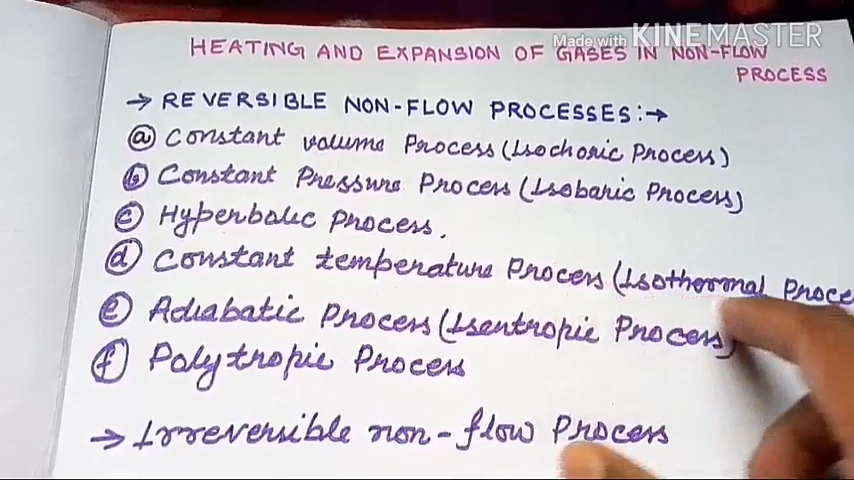 HEATING AND EXPANSION OF GASES IN NON-FLOW
PROCESS
Made with KINEMASTER
→ REVERSIBLE NON-FLOW PROCESSES:→
(a) Constant volume Process (Isochoric Process)
(b) Constant Pressure Process (Isobaric Process)
(c) Hyperbolic Process.
(d) Constant temperature Process (Isothermal Proce
(e) Adiabatic Process (Isentropic Process)
(f) Polytropic Process
→ Irreversible non-flow Process